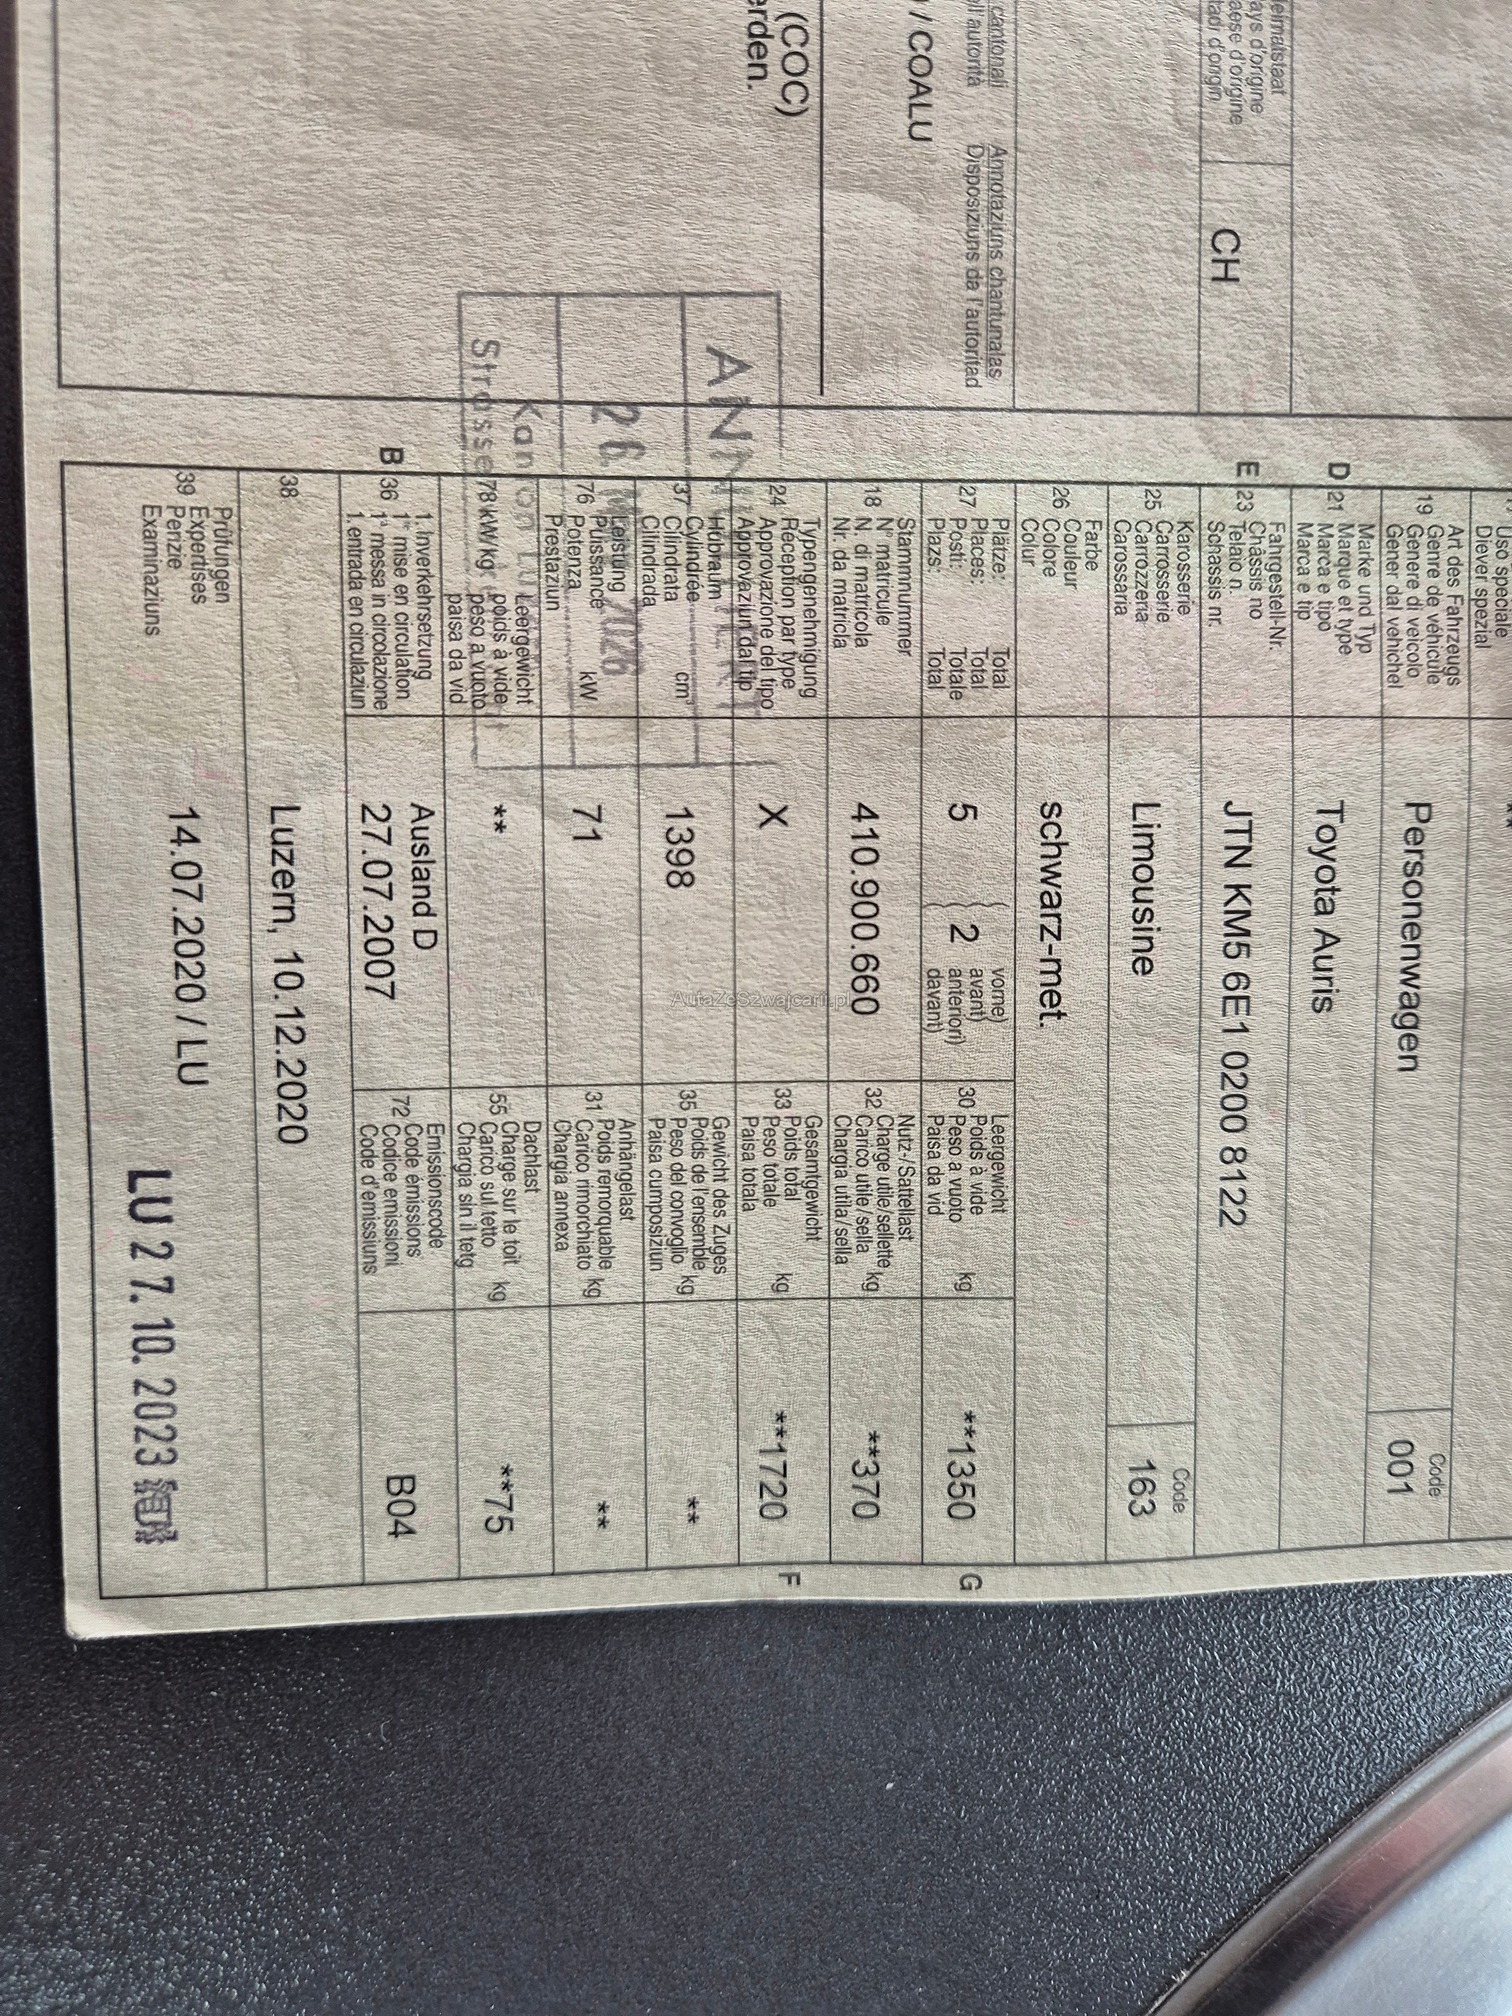 eimatstaat
ays d'origine
aese d'origine
tadi d'origin
CH
cantonali Annotaziuns chantunalas
ll'autorità Disposiziuns da l'autoritad
/COALU
(COC)
erden.
Uso speciale
Diever spezial
**
19 Art des Fahrzeugs
Genre de véhicule
Genere di veicolo
Gener dal vehichel
Personenwagen
Code
001
D 21 Marke und Typ
Marque et type
Marca e tipo
Marca e tip
Toyota Auris
E 23 Fahrgestell-Nr.
Châssis no
Telaio n.
Schassis nr.
JTN KM5 6E1 0200 8122
25 Karosserie
Carrosserie
Carrozzeria
Carossaria
Limousine
Code
163
26 Farbe
Couleur
Colore
Colur
schwarz-met.
27 Plätze: Total
Places: Total
Posti: Totale
Plazs: Total
5
2
vorne)
avant)
anteriori)
davant)
30 Leergewicht
Poids à vide
Peso a vuoto kg
Paisa da vid
**1350
G
18 Stammnummer
N° matricule
N. di matricola
Nr. da matricla
410.900.660
32 Nutz-/Sattellast
Charge utile/sellette
Carico utile/sella kg
Chargia utila/sella
**370
24 Typengenehmigung
Réception par type
Approvazione del tipo
Approvaziun dal tip
X
33 Gesamtgewicht
Poids total
Peso totale kg
Paisa totala
**1720
F
37 Hubraum
Cylindrée
Cilindrata cm³
Cilindrada
1398
35 Gewicht des Zuges
Poids de l'ensemble
Peso del convoglio kg
Paisa cumposiziun
**
76 Leistung
Puissance
Potenza kW
Prestaziun
71
31 Anhängelast
Poids remorquable
Carico rimorchiato kg
Chargia annexa
**
78 kW/kg: Leergewicht
poids à vide
peso a vuoto
paisa da vid
**
55 Dachlast
Charge sur le toit
Carico sul tetto kg
Chargia sin il tetg
**75
B 36 1. Inverkehrsetzung
1re mise en circulation
1a messa in circolazione
1. entrada en circulaziun
Ausland D
27.07.2007
72 Emissionscode
Code émissions
Codice emissioni
Code d'emissiuns
B04
38
Luzern, 10.12.2020
39 Prüfungen
Expertises
Perizie
Examinaziuns
14.07.2020 / LU
LU 27. 10. 2023
26. 2026
Kanton
Strasse
AutaZeSzwajcarii.pl